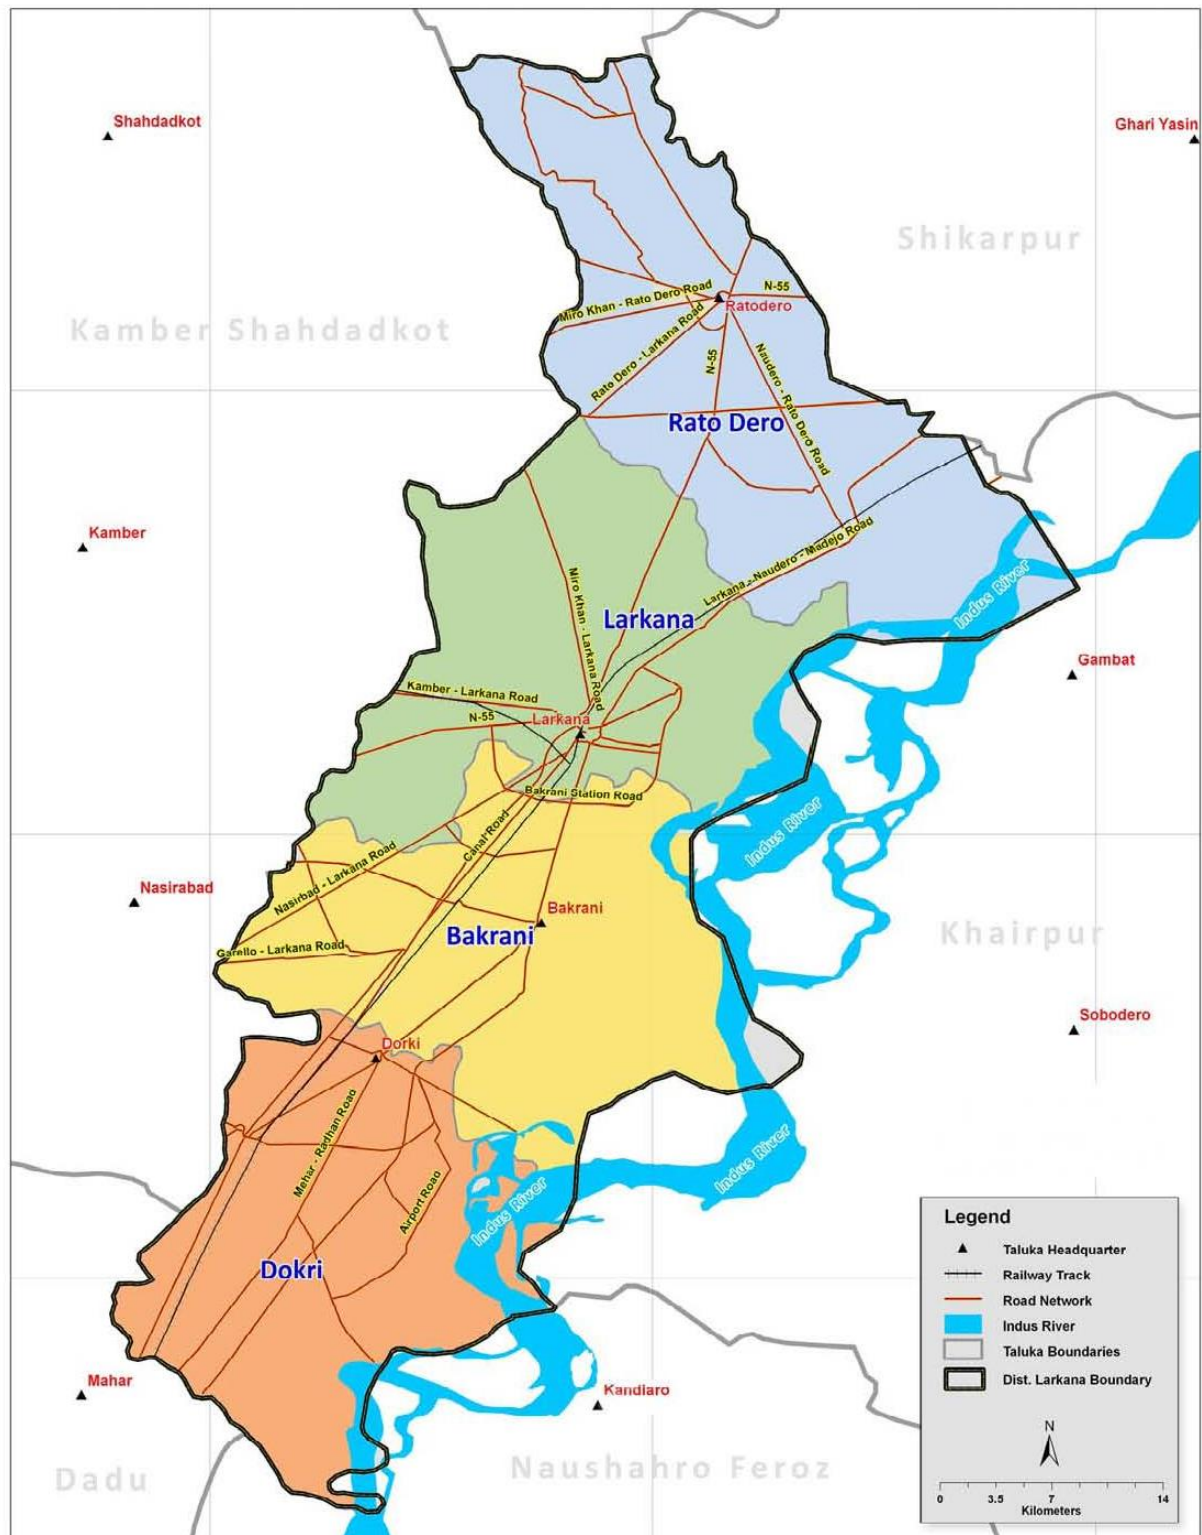 Shahdadkot
Ghari Yasin
Shikarpur
Kamber Shahdadkot
Miro Khan - Rato Dero Road
N-55
Ratodero
Rato Dero - Larkana Road
N-55
Naudero - Rato Dero Road
Rato Dero
Kamber
Larkana - Naudero - Madejo Road
Indus River
Miro Khan - Larkana Road
Larkana
Gambat
Kamber - Larkana Road
N-55
Larkana
Bakrani Station Road
Indus River
Canal Road
Nasirbad - Larkana Road
Nasirabad
Bakrani
Bakrani
Khairpur
Garello - Larkana Road
Sobodero
Dorki
Mehar - Radhan Road
Airport Road
Indus River
Indus River
Dokri
Mahar
Kandiaro
Dadu
Naushahro Feroz
Legend
Taluka Headquarter
Railway Track
Road Network
Indus River
Taluka Boundaries
Dist. Larkana Boundary
N
0 3.5 7 14
Kilometers